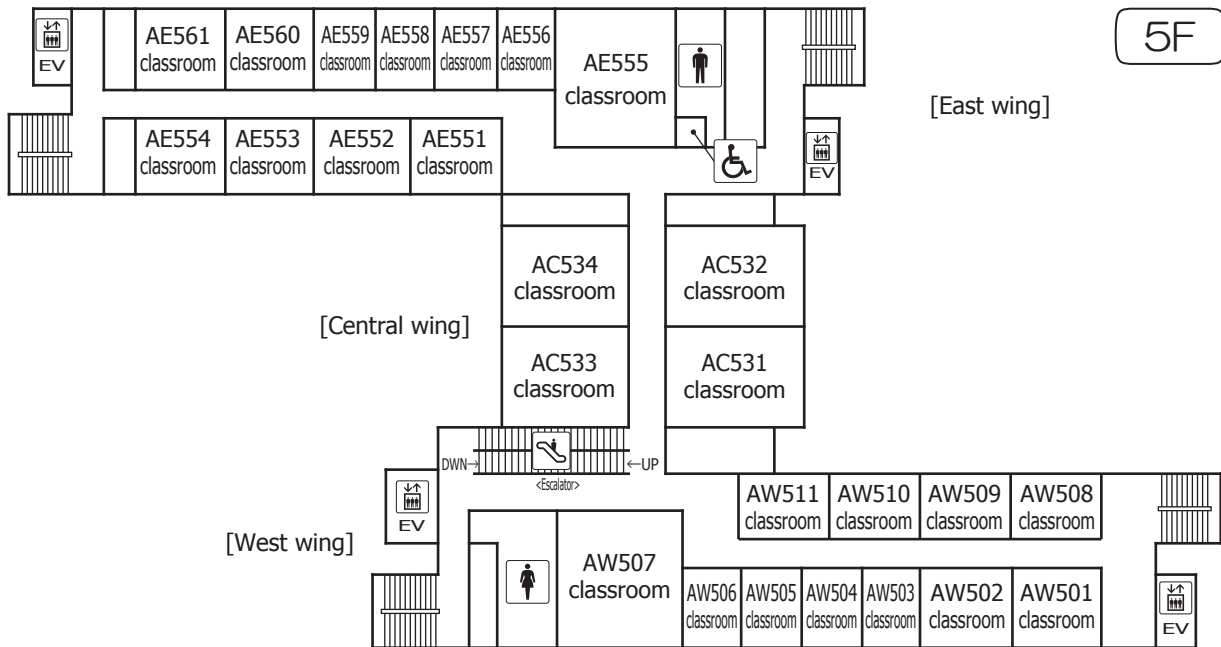 5F
EV
AE561
classroom
AE560
classroom
AE559
classroom
AE558
classroom
AE557
classroom
AE556
classroom
AE555
classroom
[East wing]
AE554
classroom
AE553
classroom
AE552
classroom
AE551
classroom
EV
AC534
classroom
AC532
classroom
[Central wing]
AC533
classroom
AC531
classroom
DWN→
←UP
<Escalator>
EV
[West wing]
AW511
classroom
AW510
classroom
AW509
classroom
AW508
classroom
AW507
classroom
AW506
classroom
AW505
classroom
AW504
classroom
AW503
classroom
AW502
classroom
AW501
classroom
EV